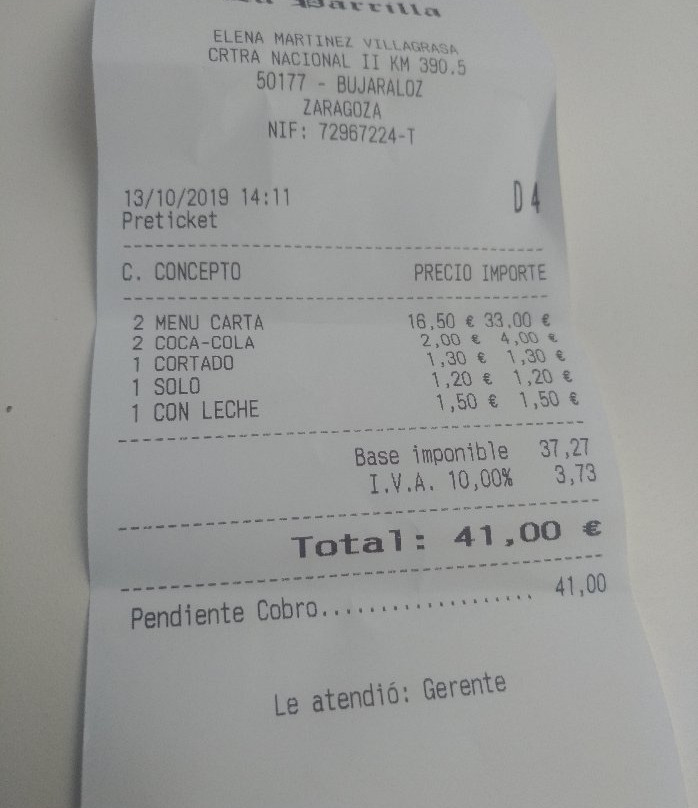 La Parrilla
ELENA MARTINEZ VILLAGRASA
CRTRA NACIONAL II KM 390.5
50177 - BUJARALOZ
ZARAGOZA
NIF: 72967224-T
13/10/2019 14:11 D 4
Preticket
C. CONCEPTO PRECIO IMPORTE
2 MENU CARTA 16,50 € 33,00 €
2 COCA-COLA 2,00 € 4,00 €
1 CORTADO 1,30 € 1,30 €
1 SOLO 1,20 € 1,20 €
1 CON LECHE 1,50 € 1,50 €
Base imponible 37,27
I.V.A. 10,00% 3,73
Total: 41,00 €
Pendiente Cobro................... 41,00
Le atendió: Gerente